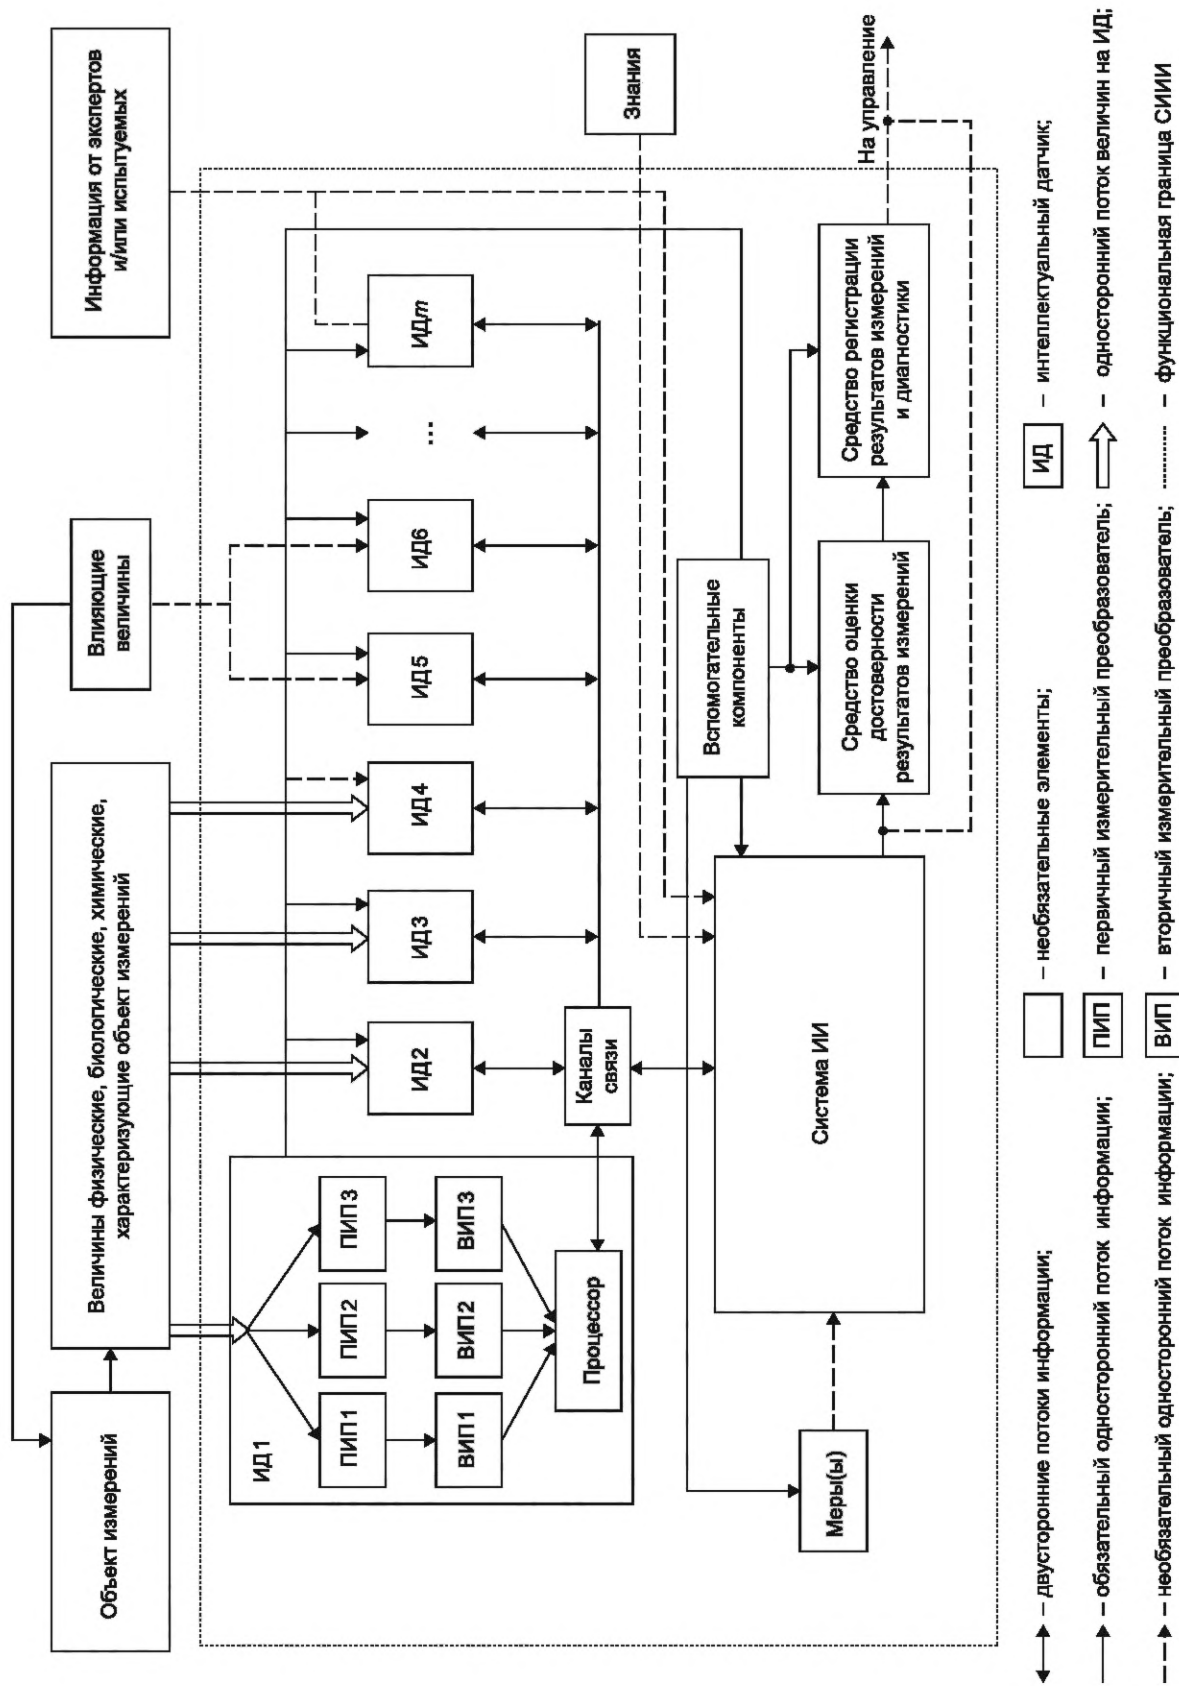 Объект измерений
Величины физические, биологические, химические,
характеризующие объект измерений
Влияющие
величины
Информация от экспертов
и/или испытуемых
ИД1
ПИП1
ПИП2
ПИП3
ВИП1
ВИП2
ВИП3
Процессор
ИД2
ИД3
ИД4
ИД5
ИД6
...
ИДm
Каналы
связи
Знания
Вспомогательные
компоненты
Меры(ы)
Система ИИ
Средство оценки
достоверности
результатов измерений
Средство регистрации
результатов измерений
и диагностики
На управление
– двусторонние потоки информации;
– необязательные элементы;
ИД – интеллектуальный датчик;
– обязательный односторонний поток информации;
ПИП – первичный измерительный преобразователь;
– односторонний поток величин на ИД;
– необязательный односторонний поток информации;
ВИП – вторичный измерительный преобразователь;
– функциональная граница СИИИ